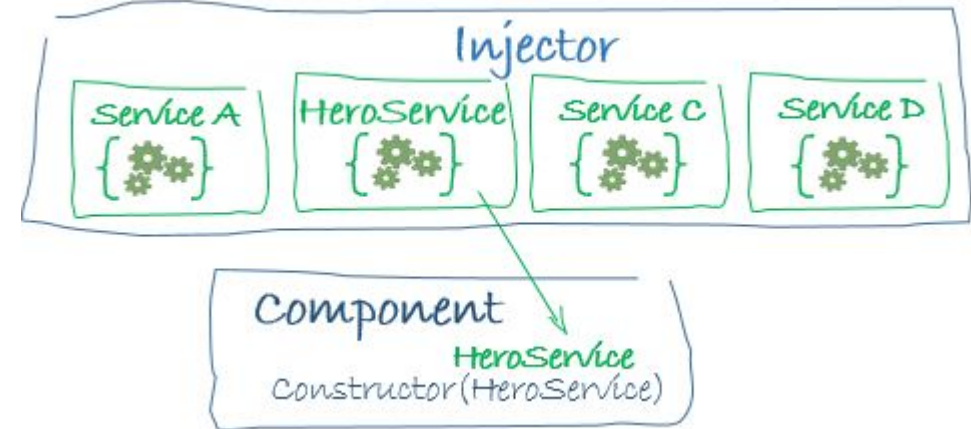 Injector
Service A HeroService Service C Service D
{ } { } { } { }
Component
HeroService
Constructor(HeroService)